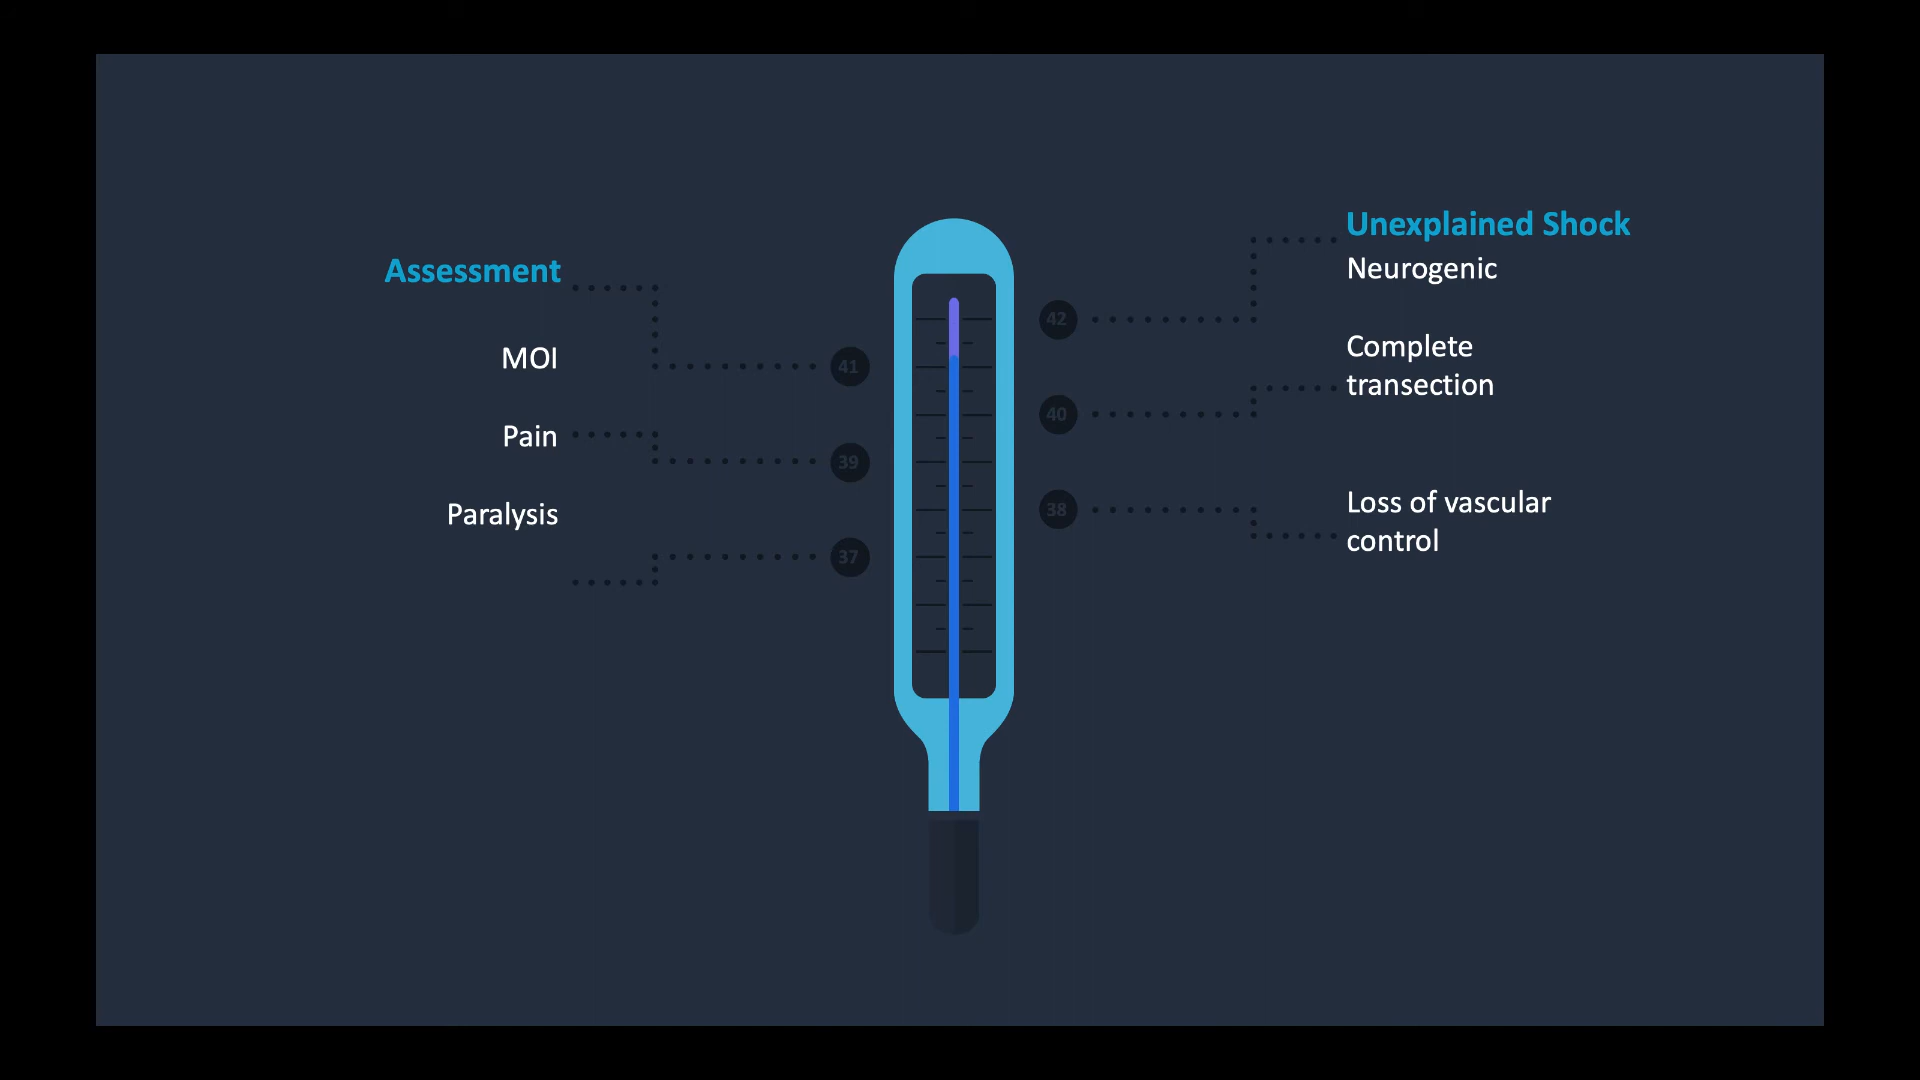 Assessment
MOI
Pain
Paralysis
41
39
37
42
40
38
Unexplained Shock
Neurogenic
Complete
transection
Loss of vascular
control